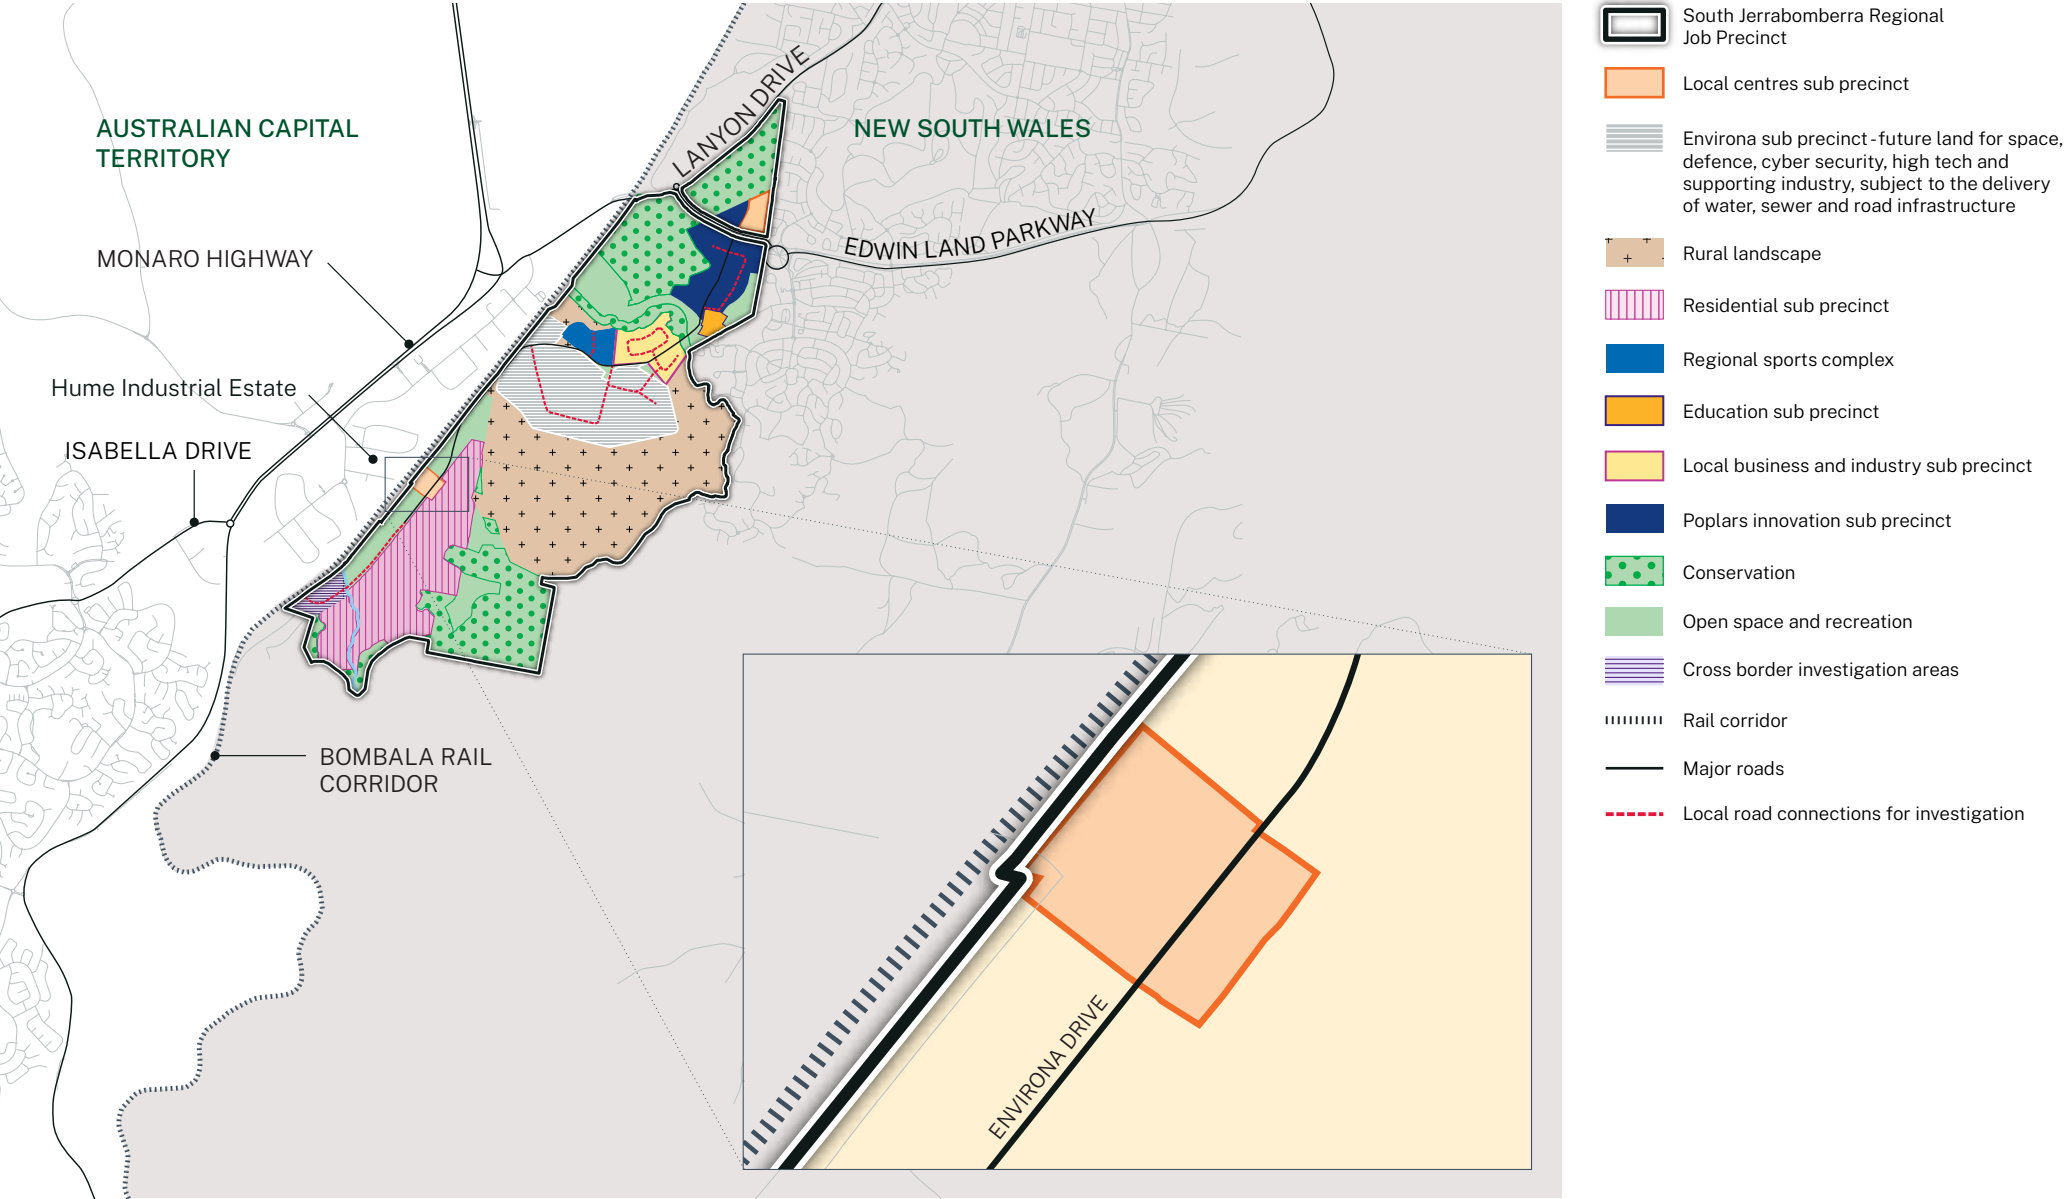 AUSTRALIAN CAPITAL
TERRITORY
LANYON DRIVE
NEW SOUTH WALES
MONARO HIGHWAY
EDWIN LAND PARKWAY
Hume Industrial Estate
ISABELLA DRIVE
BOMBALA RAIL
CORRIDOR
ENVIRONA DRIVE
South Jerrabomberra Regional
Job Precinct
Local centres sub precinct
Environa sub precinct - future land for space,
defence, cyber security, high tech and
supporting industry, subject to the delivery
of water, sewer and road infrastructure
Rural landscape
Residential sub precinct
Regional sports complex
Education sub precinct
Local business and industry sub precinct
Poplars innovation sub precinct
Conservation
Open space and recreation
Cross border investigation areas
Rail corridor
Major roads
Local road connections for investigation